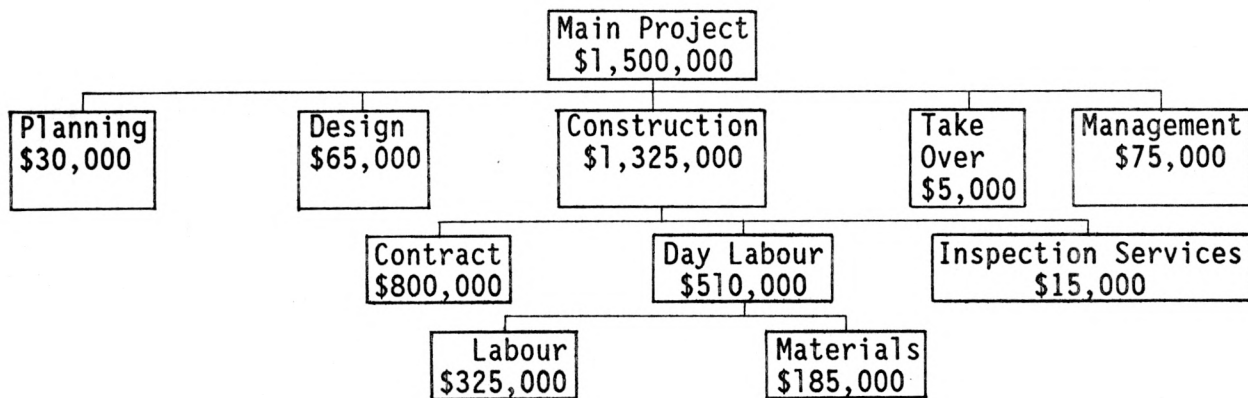 Main Project
$1,500,000
Planning
$30,000
Design
$65,000
Construction
$1,325,000
Take
Over
$5,000
Management
$75,000
Contract
$800,000
Day Labour
$510,000
Inspection Services
$15,000
Labour
$325,000
Materials
$185,000